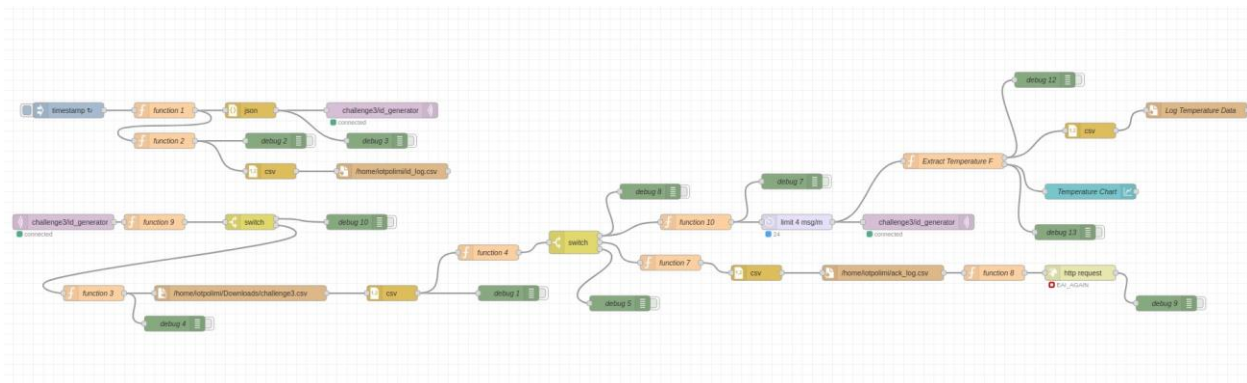 debug 12
timestamp ↻
function 1
json
challenge3/id_generator
connected
Log Temperature Data
csv
function 2
debug 2
debug 3
Extract Temperature F
csv
/home/iotpolimi/id_log.csv
debug 7
debug 6
Temperature Chart
challenge3/id_generator
connected
function 9
switch
debug 10
function 10
limit 4 msg/m
24
challenge3/id_generator
connected
debug 13
switch
function 4
function 7
csv
/home/iotpolimi/ack_log.csv
function 8
http request
EAI_AGAIN
function 3
/home/iotpolimi/Downloads/challenge3.csv
csv
debug 1
debug 5
debug 9
debug 4